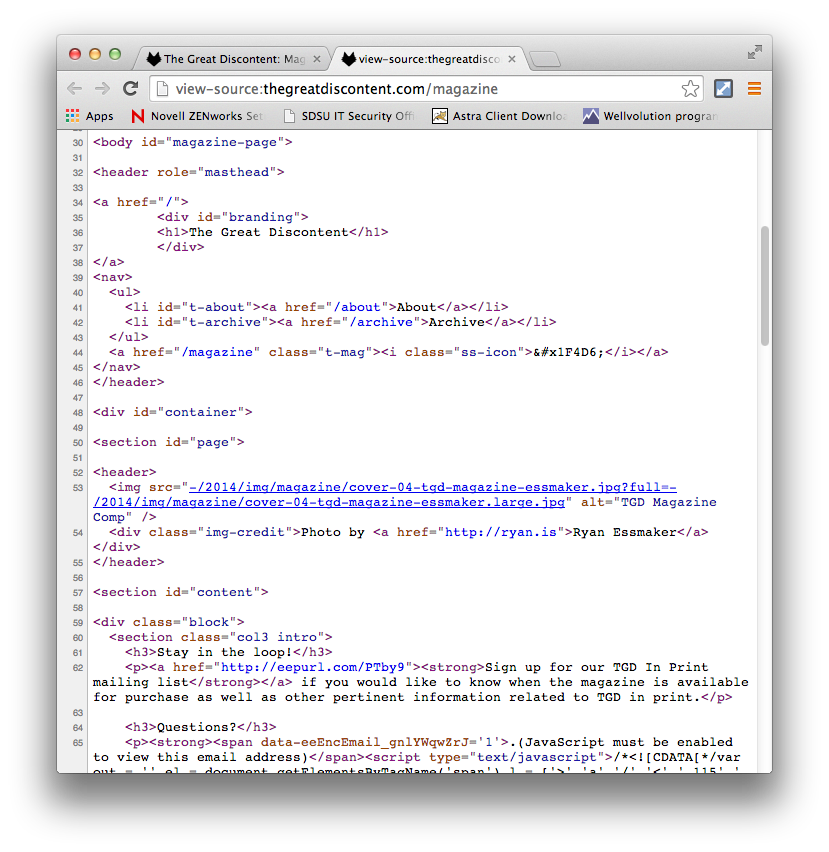 The Great Discontent: Mag
view-source:thegreatdisco
view-source:thegreatdiscontent.com/magazine
Apps
Novell ZENworks Set
SDSU IT Security Offi
Astra Client Downloa
Wellvolution program
30 <body id="magazine-page">
31
32 <header role="masthead">
33
34 <a href="/">
35 <div id="branding">
36 <h1>The Great Discontent</h1>
37 </div>
38 </a>
39 <nav>
40 <ul>
41 <li id="t-about"><a href="/about">About</a></li>
42 <li id="t-archive"><a href="/archive">Archive</a></li>
43 </ul>
44 <a href="/magazine" class="t-mag"><i class="ss-icon">&#x1F4D6;</i></a>
45 </nav>
46 </header>
47
48 <div id="container">
49
50 <section id="page">
51
52 <header>
53 <img src="-/2014/img/magazine/cover-04-tgd-magazine-essmaker.jpg?full=-
/2014/img/magazine/cover-04-tgd-magazine-essmaker.large.jpg" alt="TGD Magazine
Comp" />
54 <div class="img-credit">Photo by <a href="http://ryan.is">Ryan Essmaker</a>
</div>
55 </header>
56
57 <section id="content">
58
59 <div class="block">
60 <section class="col3 intro">
61 <h3>Stay in the loop!</h3>
62 <p><a href="http://eepurl.com/PTby9"><strong>Sign up for our TGD In Print
mailing list</strong></a> if you would like to know when the magazine is available
for purchase as well as other pertinent information related to TGD in print.</p>
63
64 <h3>Questions?</h3>
65 <p><strong><span data-eeEncEmail_gnlYWqwZrJ='1'>.(JavaScript must be enabled
to view this email address)</span><script type="text/javascript">/*<![CDATA[*/var
out = '',el = document.getElementsByTagName('span'),l = ['>','a','/','<',' 115',